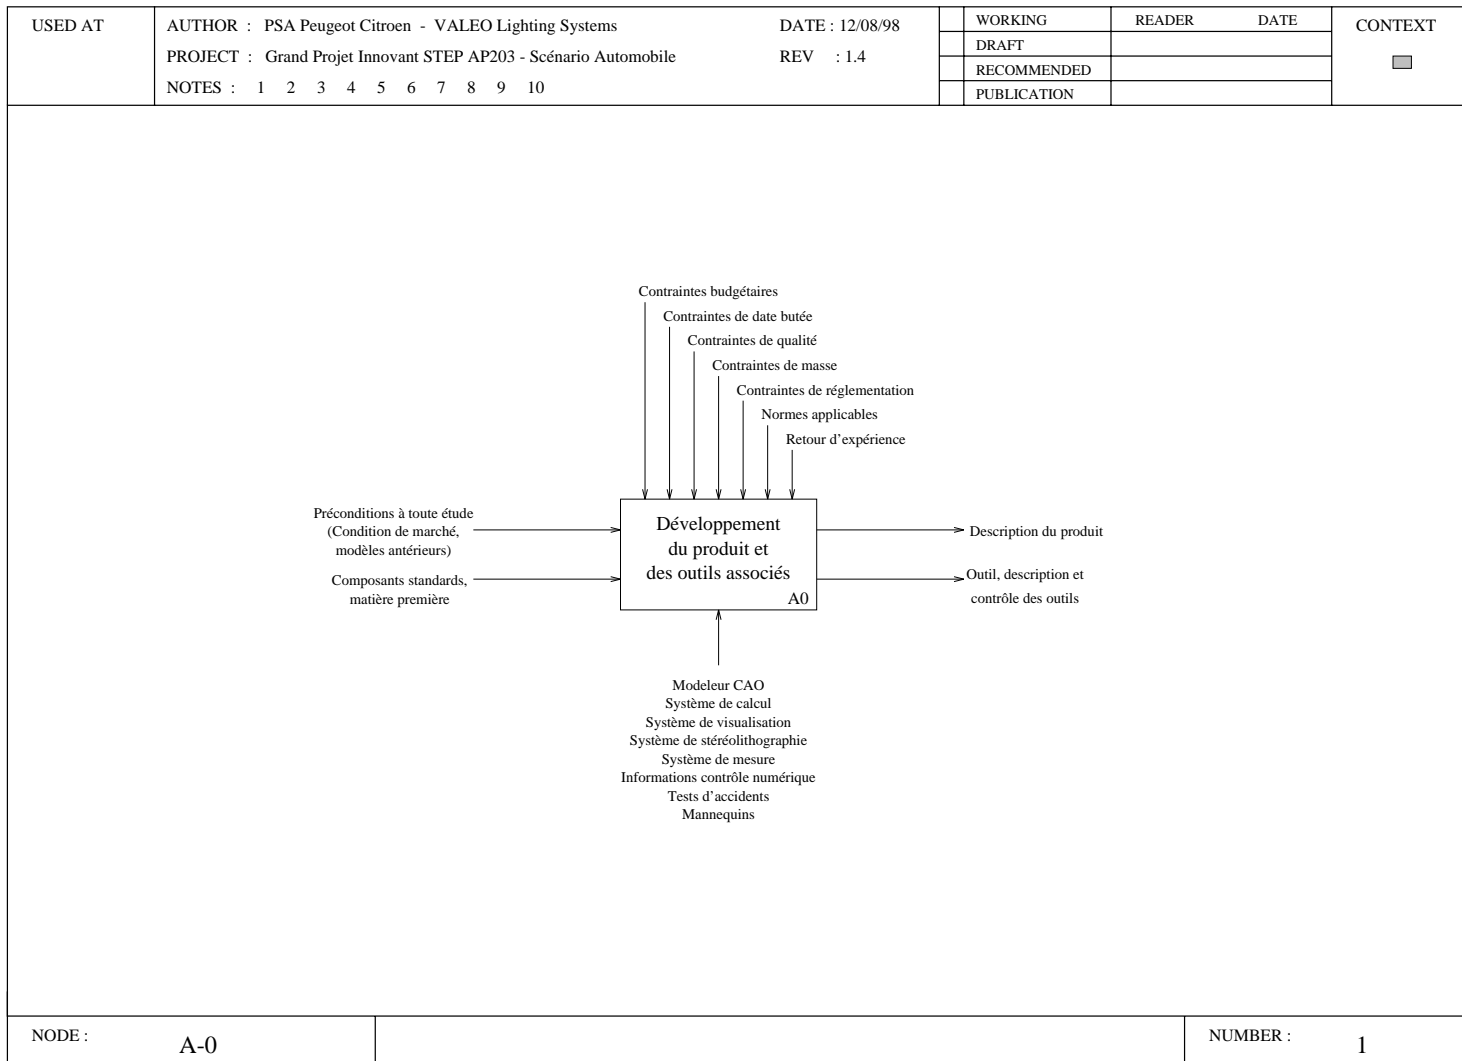 USED AT
AUTHOR : PSA Peugeot Citroen - VALEO Lighting Systems
DATE : 12/08/98
PROJECT : Grand Projet Innovant STEP AP203 - Scénario Automobile
REV : 1.4
NOTES : 1 2 3 4 5 6 7 8 9 10
WORKING
DRAFT
RECOMMENDED
PUBLICATION
READER DATE
CONTEXT
Contraintes budgétaires
Contraintes de date butée
Contraintes de qualité
Contraintes de masse
Contraintes de réglementation
Normes applicables
Retour d'expérience
Préconditions à toute étude
(Condition de marché,
modèles antérieurs)
Composants standards,
matière première
Développement
du produit et
des outils associés
A0
Description du produit
Outil, description et
contrôle des outils
Modeleur CAO
Système de calcul
Système de visualisation
Système de stéréolithographie
Système de mesure
Informations contrôle numérique
Tests d'accidents
Mannequins
NODE :
A-0
NUMBER :
1